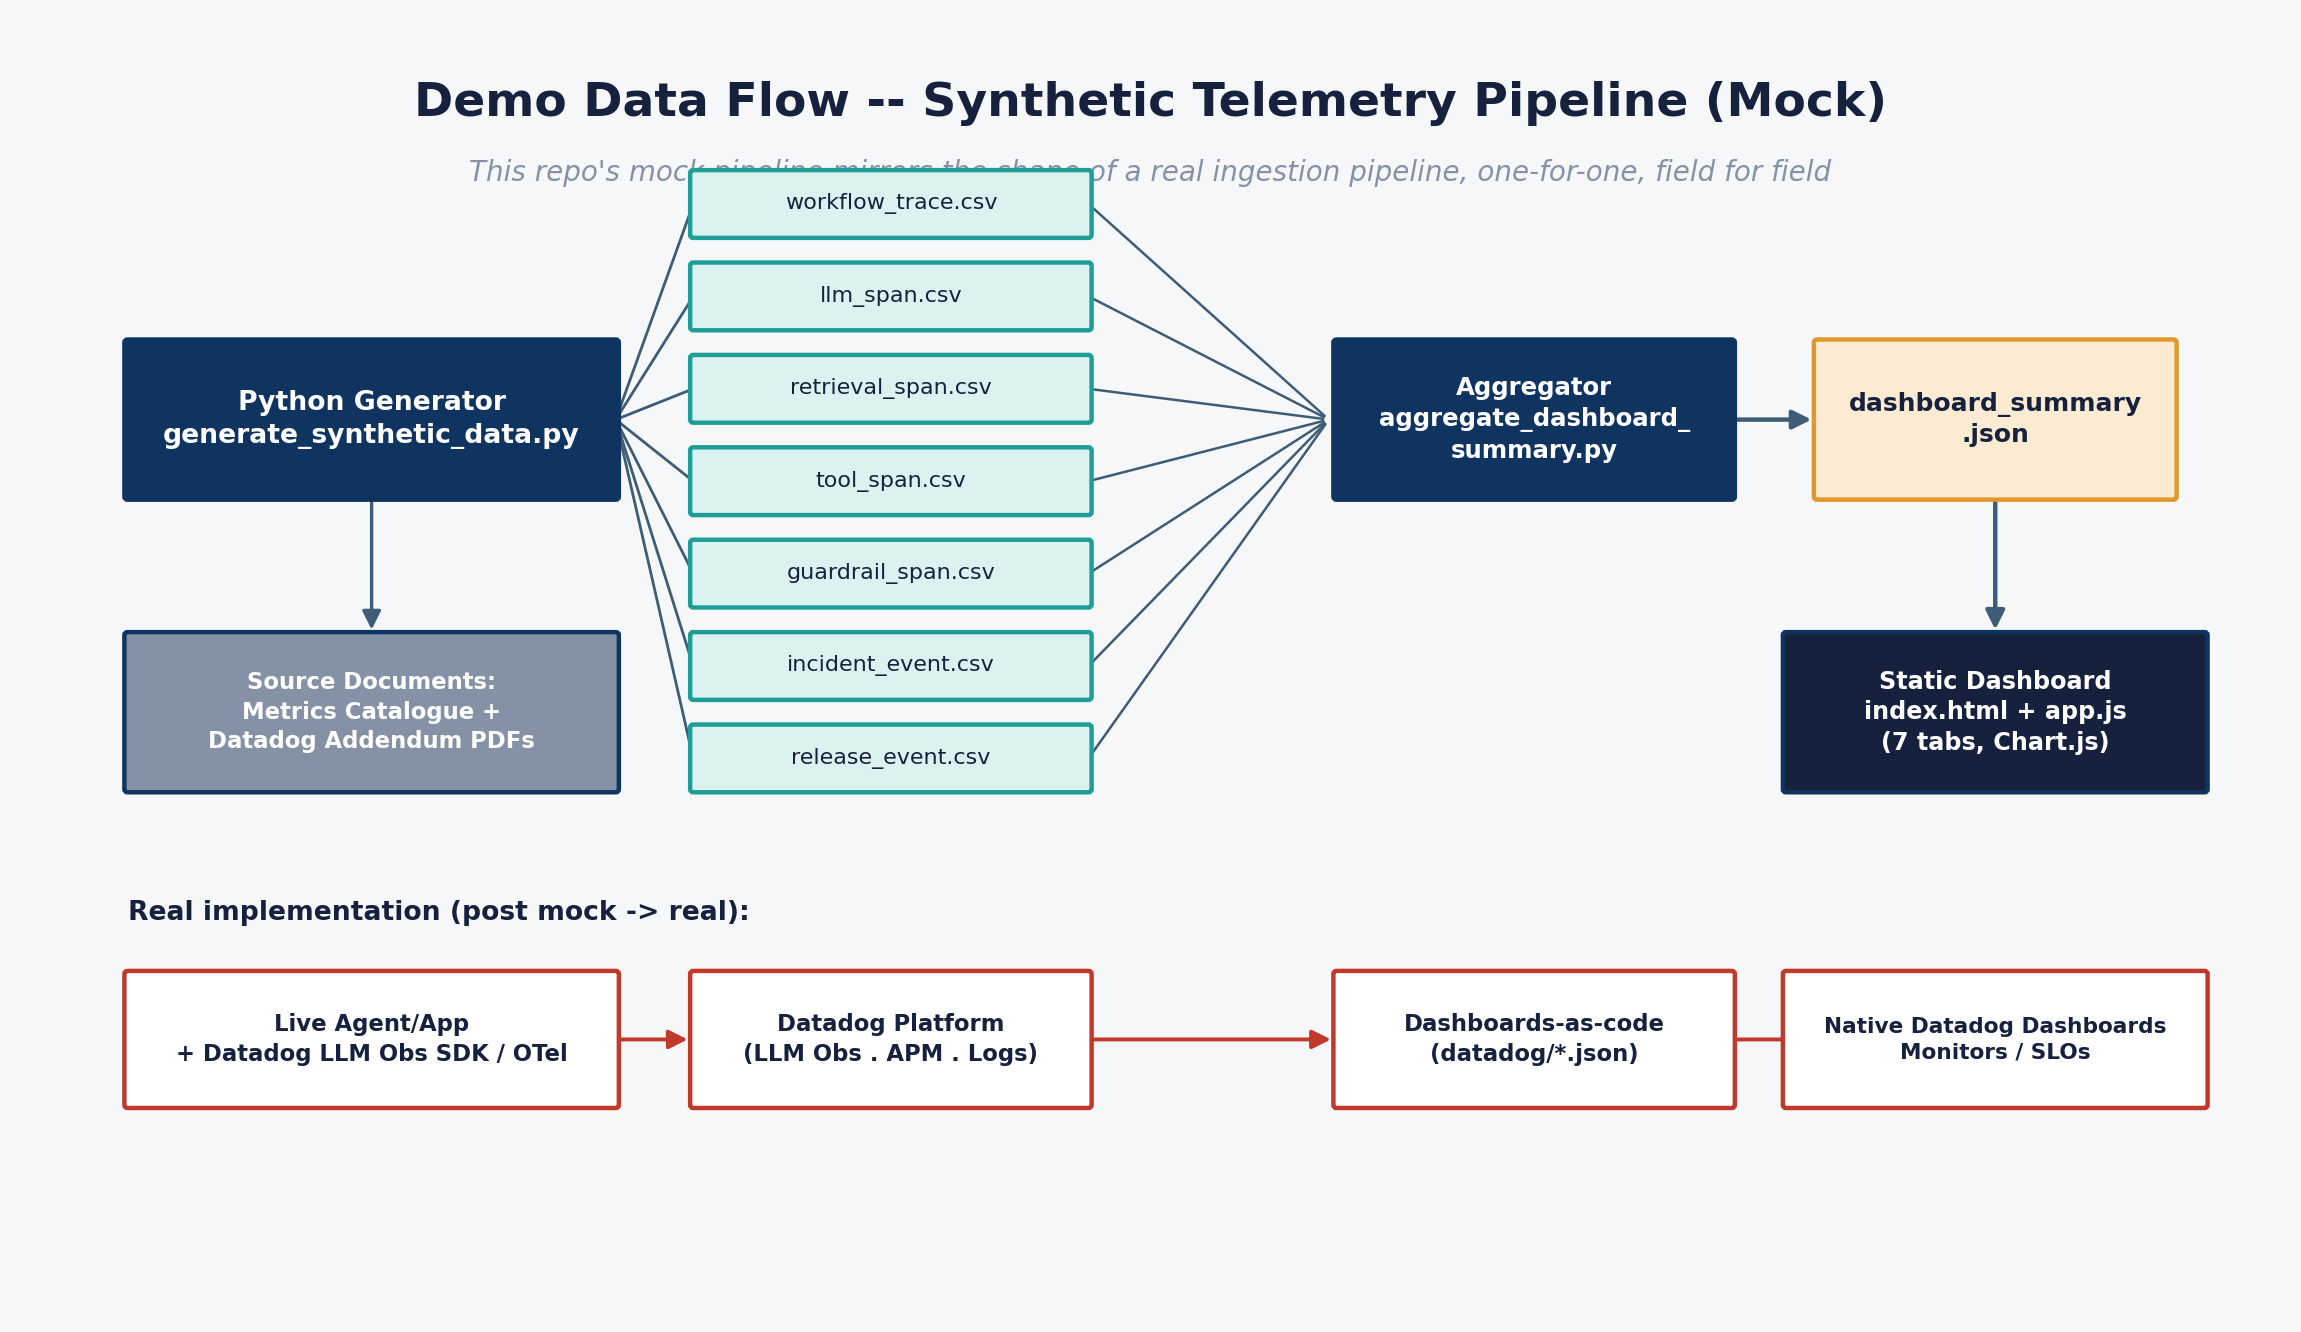 Demo Data Flow -- Synthetic Telemetry Pipeline (Mock)
This repo's mock pipeline mirrors the shape of a real ingestion pipeline, one-for-one, field for field
workflow_trace.csv
llm_span.csv
retrieval_span.csv
tool_span.csv
guardrail_span.csv
incident_event.csv
release_event.csv
Python Generator
generate_synthetic_data.py
Source Documents:
Metrics Catalogue +
Datadog Addendum PDFs
Aggregator
aggregate_dashboard_
summary.py
dashboard_summary
.json
Static Dashboard
index.html + app.js
(7 tabs, Chart.js)
Real implementation (post mock -> real):
Live Agent/App
+ Datadog LLM Obs SDK / OTel
Datadog Platform
(LLM Obs . APM . Logs)
Dashboards-as-code
(datadog/*.json)
Native Datadog Dashboards
Monitors / SLOs